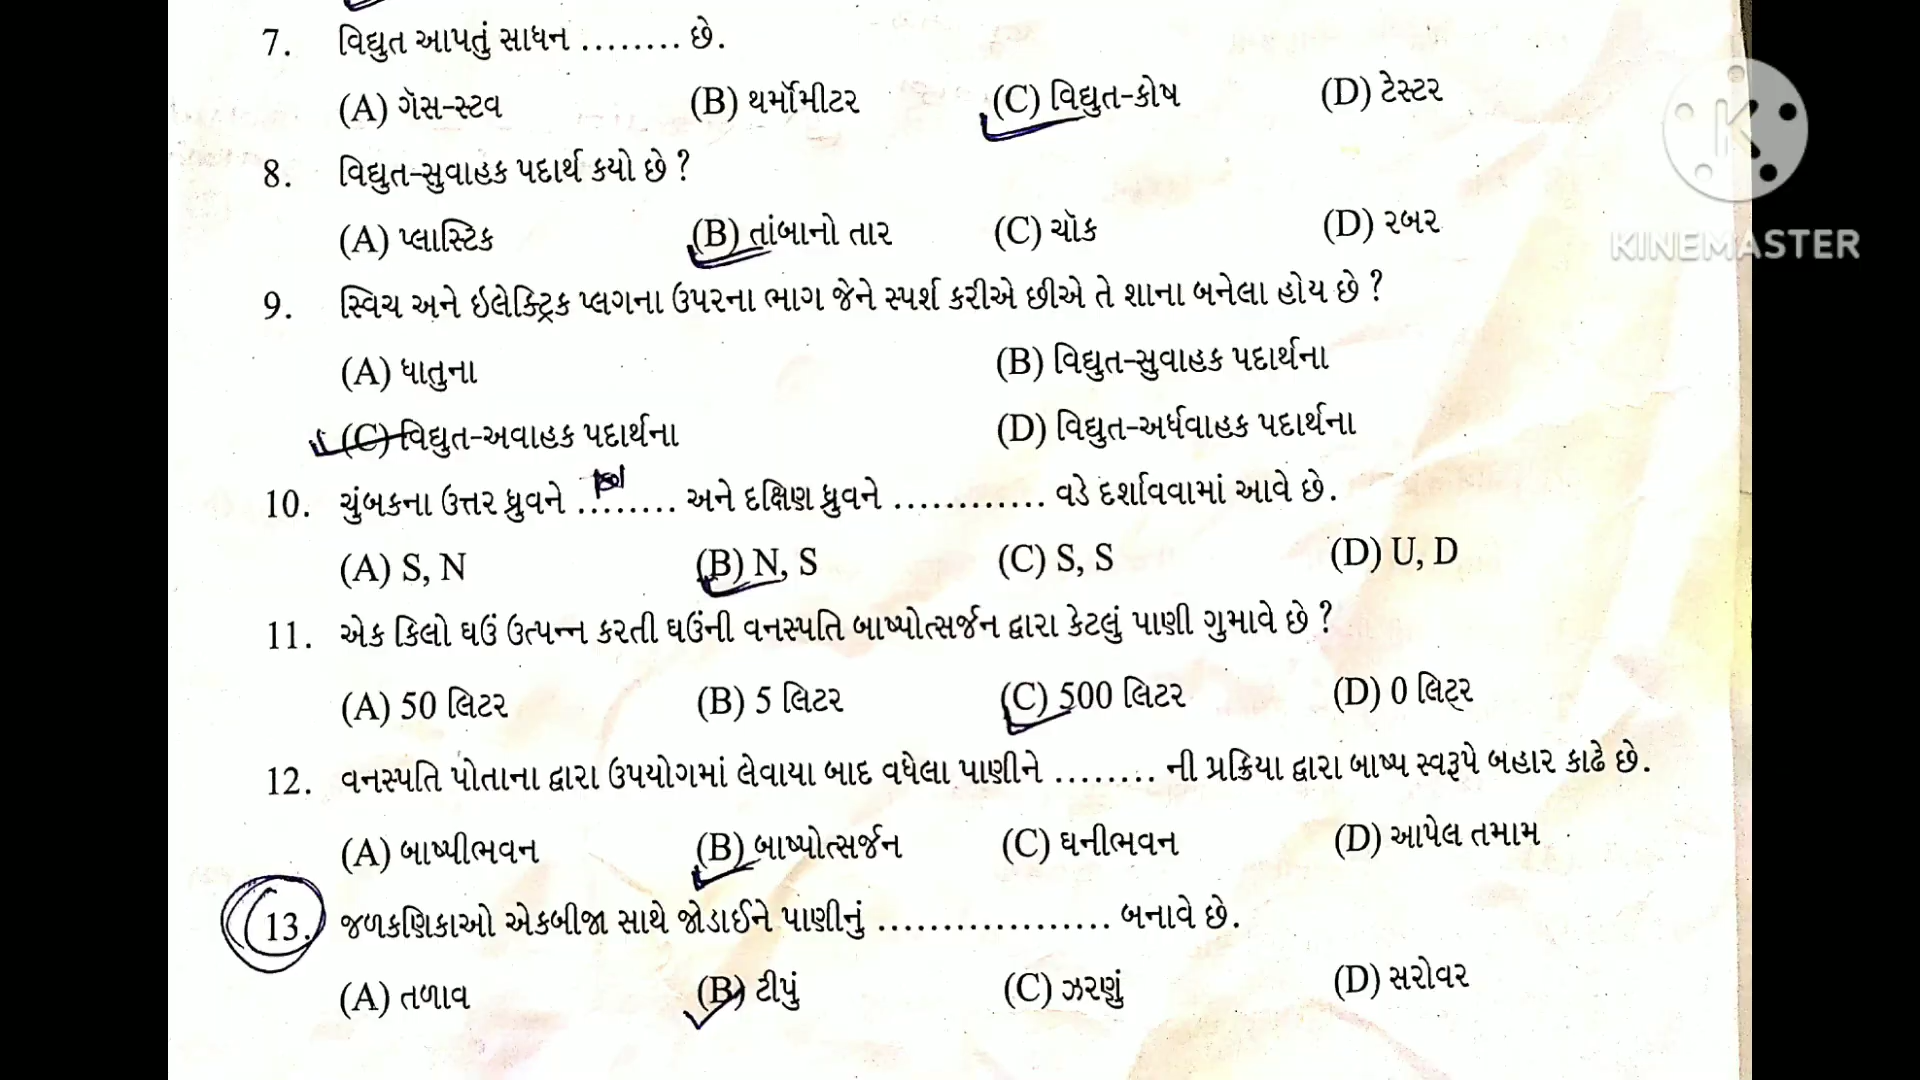 7. વિદ્યુત આપતું સાધન ........ છે.
(A) ગૅસ-સ્ટવ (B) થર્મૉમીટર (C) વિદ્યુત-કોષ (D) ટેસ્ટર
8. વિદ્યુત-સુવાહક પદાર્થ કયો છે ?
(A) પ્લાસ્ટિક (B) તાંબાનો તાર (C) ચૉક (D) રબર
KINEMASTER
9. સ્વિચ અને ઇલેક્ટ્રિક પ્લગના ઉપરના ભાગ જેને સ્પર્શ કરીએ છીએ તે શાના બનેલા હોય છે ?
(A) ધાતુના (B) વિદ્યુત-સુવાહક પદાર્થના
(C) વિદ્યુત-અવાહક પદાર્થના (D) વિદ્યુત-અર્ધવાહક પદાર્થના
10. ચુંબકના ઉત્તર ધ્રુવને ........ અને દક્ષિણ ધ્રુવને ............ વડે દર્શાવવામાં આવે છે.
(A) S, N (B) N, S (C) S, S (D) U, D
11. એક કિલો ઘઉં ઉત્પન્ન કરતી ઘઉંની વનસ્પતિ બાષ્પોત્સર્જન દ્વારા કેટલું પાણી ગુમાવે છે ?
(A) 50 લિટર (B) 5 લિટર (C) 500 લિટર (D) 0 લિટ્ર
12. વનસ્પતિ પોતાના દ્વારા ઉપયોગમાં લેવાયા બાદ વધેલા પાણીને ........ ની પ્રક્રિયા દ્વારા બાષ્પ સ્વરૂપે બહાર કાઢે છે.
(A) બાષ્પીભવન (B) બાષ્પોત્સર્જન (C) ઘનીભવન (D) આપેલ તમામ
13. જળકણિકાઓ એકબીજા સાથે જોડાઈને પાણીનું .................. બનાવે છે.
(A) તળાવ (B) ટીપું (C) ઝરણું (D) સરોવર